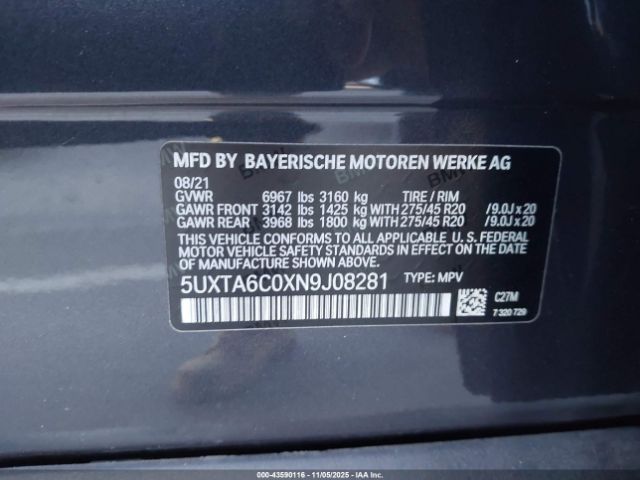 MFD BY BAYERISCHE MOTOREN WERKE AG
08/21
GVWR 6967 lbs 3160 kg TIRE / RIM
GAWR FRONT 3142 lbs 1425 kg WITH 275/45 R20 /9.0J x 20
GAWR REAR 3968 lbs 1800 kg WITH 275/45 R20 /9.0J x 20
THIS VEHICLE CONFORMS TO ALL APPLICABLE U. S. FEDERAL
MOTOR VEHICLE SAFETY STANDARDS IN EFFECT ON THE
DATE OF MANUFACTURE SHOWN ABOVE.
5UXTA6C0XN9J08281 TYPE: MPV
C27M
7 320 729
000-43590116 - 11/05/2025 - IAAI.com